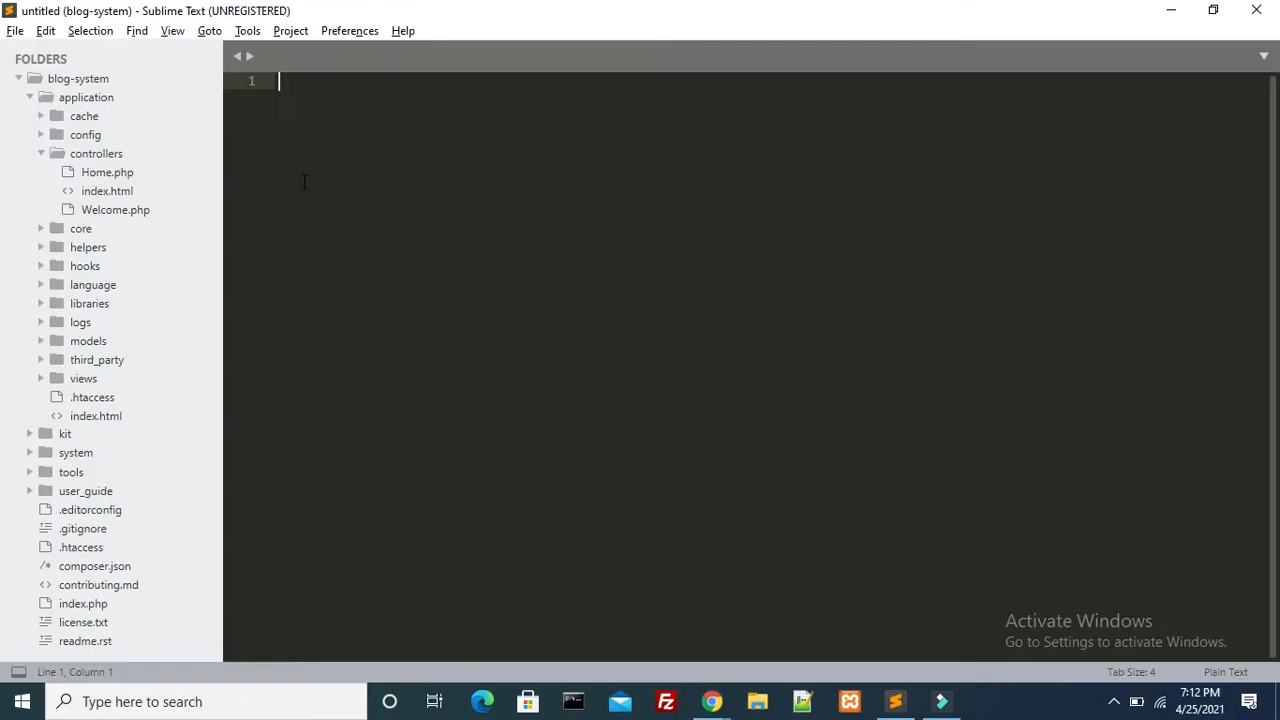 untitled (blog-system) - Sublime Text (UNREGISTERED)
File Edit Selection Find View Goto Tools Project Preferences Help
FOLDERS
blog-system
application
cache
config
controllers
Home.php
index.html
Welcome.php
core
helpers
hooks
language
libraries
logs
models
third_party
views
.htaccess
index.html
kit
system
tools
user_guide
.editorconfig
.gitignore
.htaccess
composer.json
contributing.md
index.php
license.txt
readme.rst
1
Activate Windows
Go to Settings to activate Windows.
Line 1, Column 1
Tab Size: 4
Plain Text
Type here to search
7:12 PM
4/25/2021